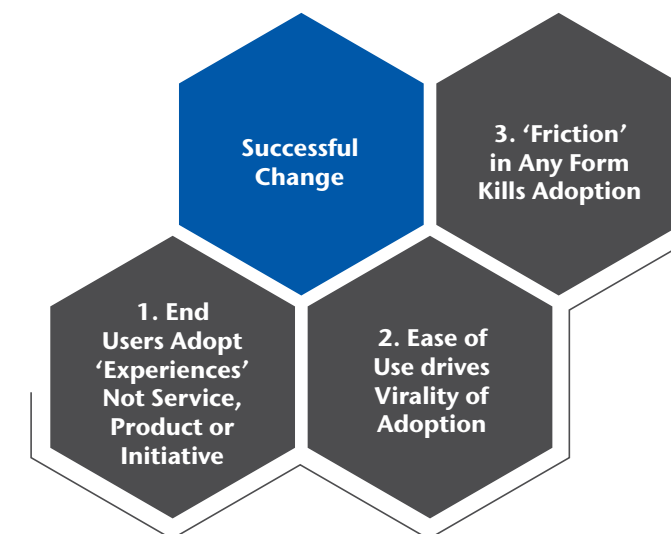 Successful
Change
3. ‘Friction’
in Any Form
Kills Adoption
1. End
Users Adopt
‘Experiences’
Not Service,
Product or
Initiative
2. Ease of
Use drives
Virality of
Adoption